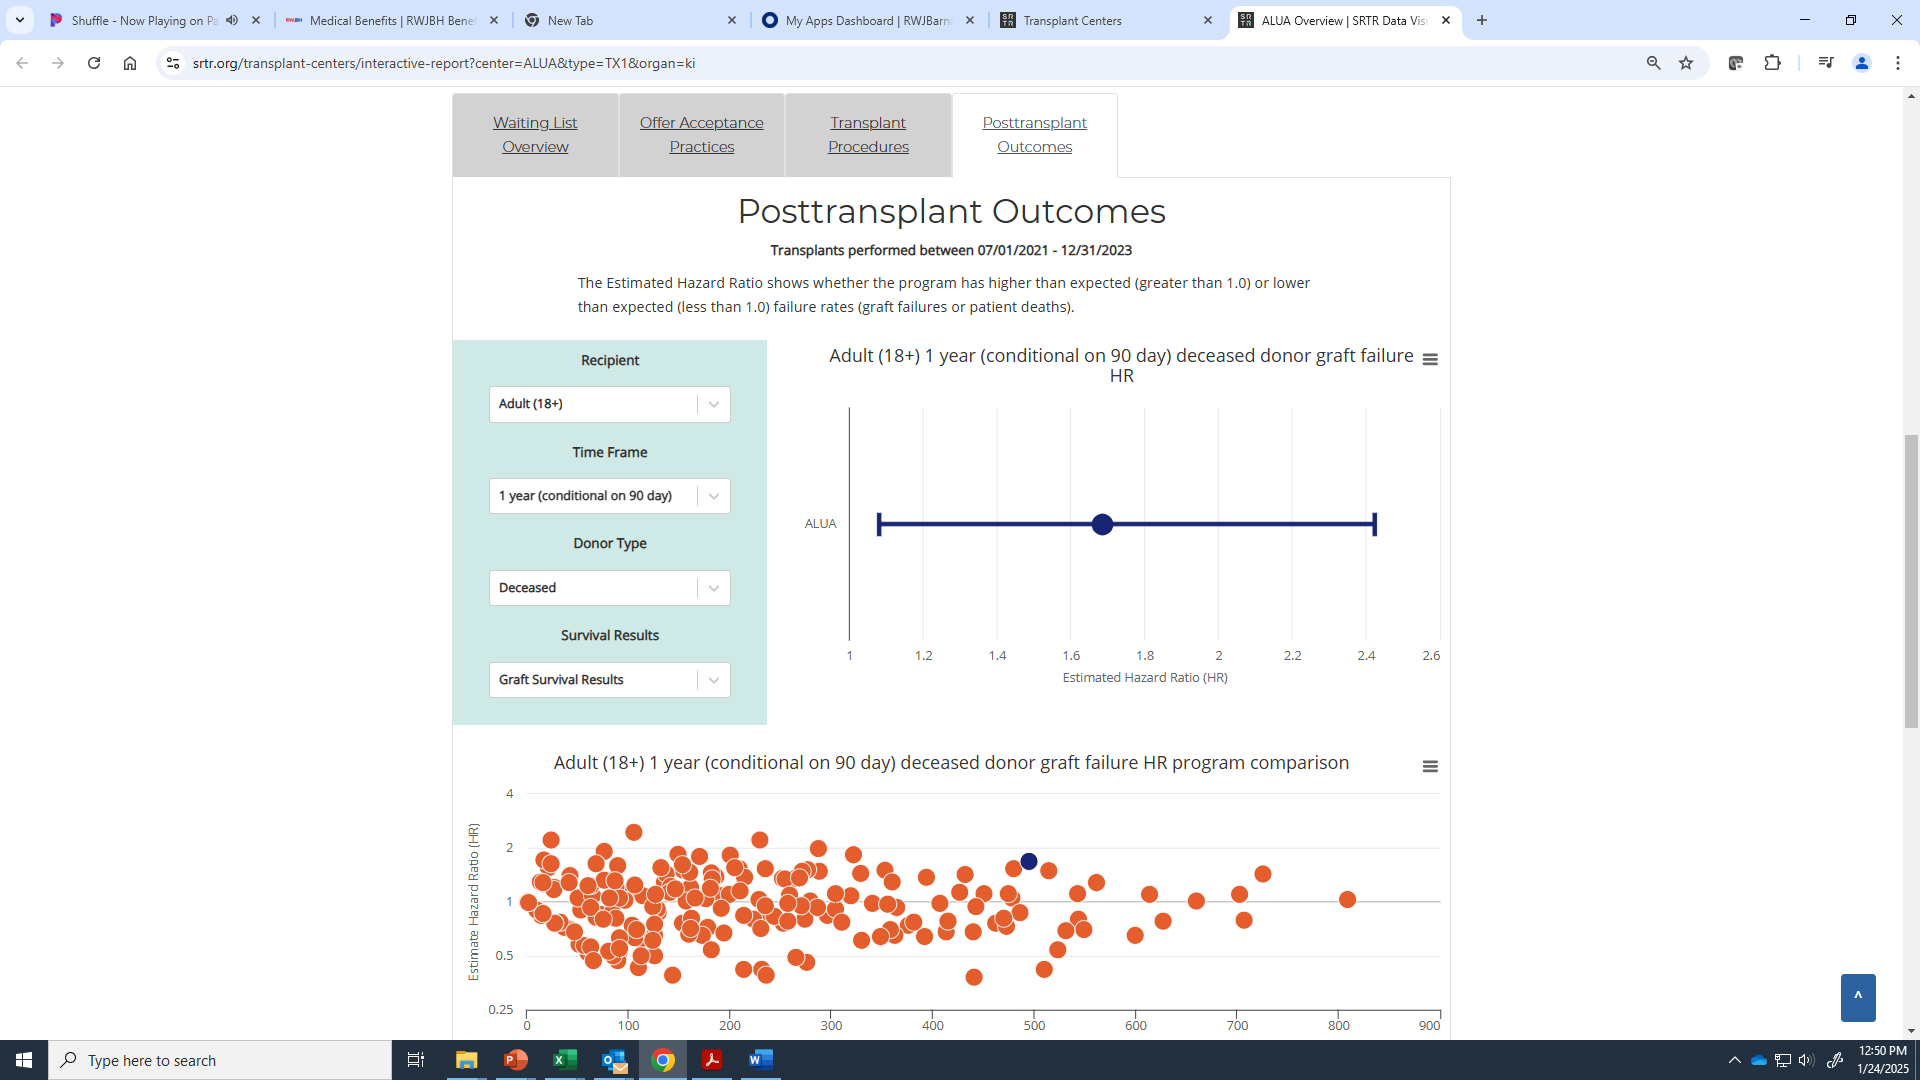 Shuffle - Now Playing on Pa
Medical Benefits | RWJBH Benef
New Tab
My Apps Dashboard | RWJBarna
Transplant Centers
ALUA Overview | SRTR Data Visu
srtr.org/transplant-centers/interactive-report?center=ALUA&type=TX1&organ=ki
Waiting List
Overview
Offer Acceptance
Practices
Transplant
Procedures
Posttransplant
Outcomes
Posttransplant Outcomes
Transplants performed between 07/01/2021 - 12/31/2023
The Estimated Hazard Ratio shows whether the program has higher than expected (greater than 1.0) or lower
than expected (less than 1.0) failure rates (graft failures or patient deaths).
Recipient
Adult (18+)
Time Frame
1 year (conditional on 90 day)
Donor Type
Deceased
Survival Results
Graft Survival Results
Adult (18+) 1 year (conditional on 90 day) deceased donor graft failure
HR
ALUA
1 1.2 1.4 1.6 1.8 2 2.2 2.4 2.6
Estimated Hazard Ratio (HR)
Adult (18+) 1 year (conditional on 90 day) deceased donor graft failure HR program comparison
Estimate Hazard Ratio (HR)
4
2
1
0.5
0.25
0 100 200 300 400 500 600 700 800 900
^
Type here to search
12:50 PM
1/24/2025